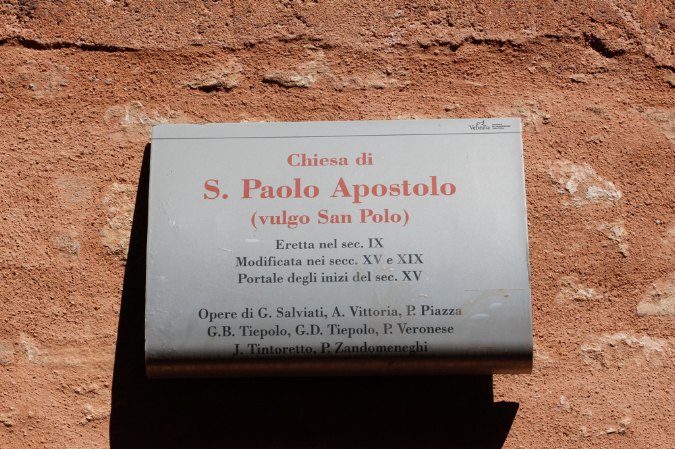 Venezia
Chiesa di
S. Paolo Apostolo
(vulgo San Polo)
Eretta nel sec. IX
Modificata nei secc. XV e XIX
Portale degli inizi del sec. XV
Opere di G. Salviati, A. Vittoria, P. Piazza
G.B. Tiepolo, G.D. Tiepolo, P. Veronese
J. Tintoretto, P. Zandomeneghi